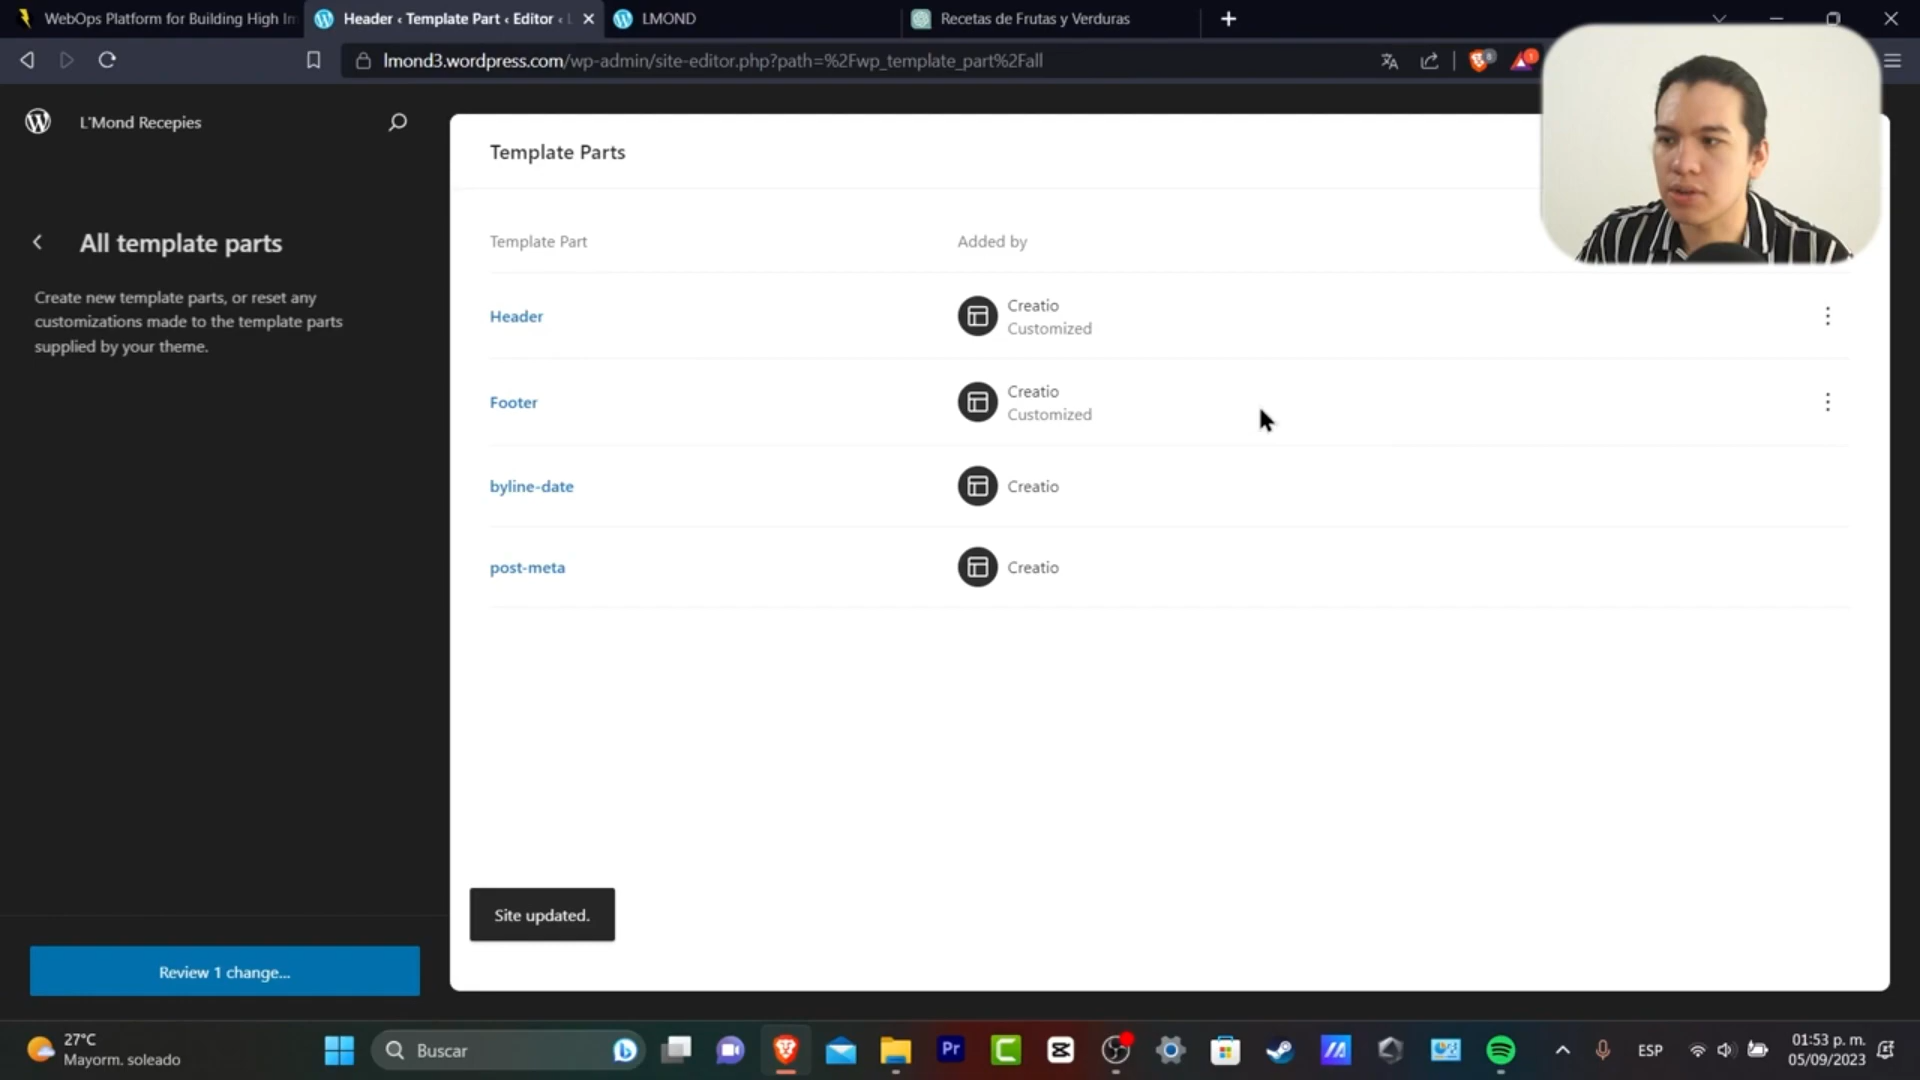 WebOps Platform for Building High Im
Header ‹ Template Part ‹ Editor ‹
LMOND
Recetas de Frutas y Verduras
lmond3.wordpress.com/wp-admin/site-editor.php?path=%2Fwp_template_part%2Fall
L'Mond Recepies
Template Parts
All template parts
Create new template parts, or reset any
customizations made to the template parts
supplied by your theme.
Template Part
Added by
Header
Creatio
Customized
Footer
Creatio
Customized
byline-date
Creatio
post-meta
Creatio
Site updated.
Review 1 change...
27°C
Mayorm. soleado
Buscar
Pr
ESP
01:53 p. m.
05/09/2023